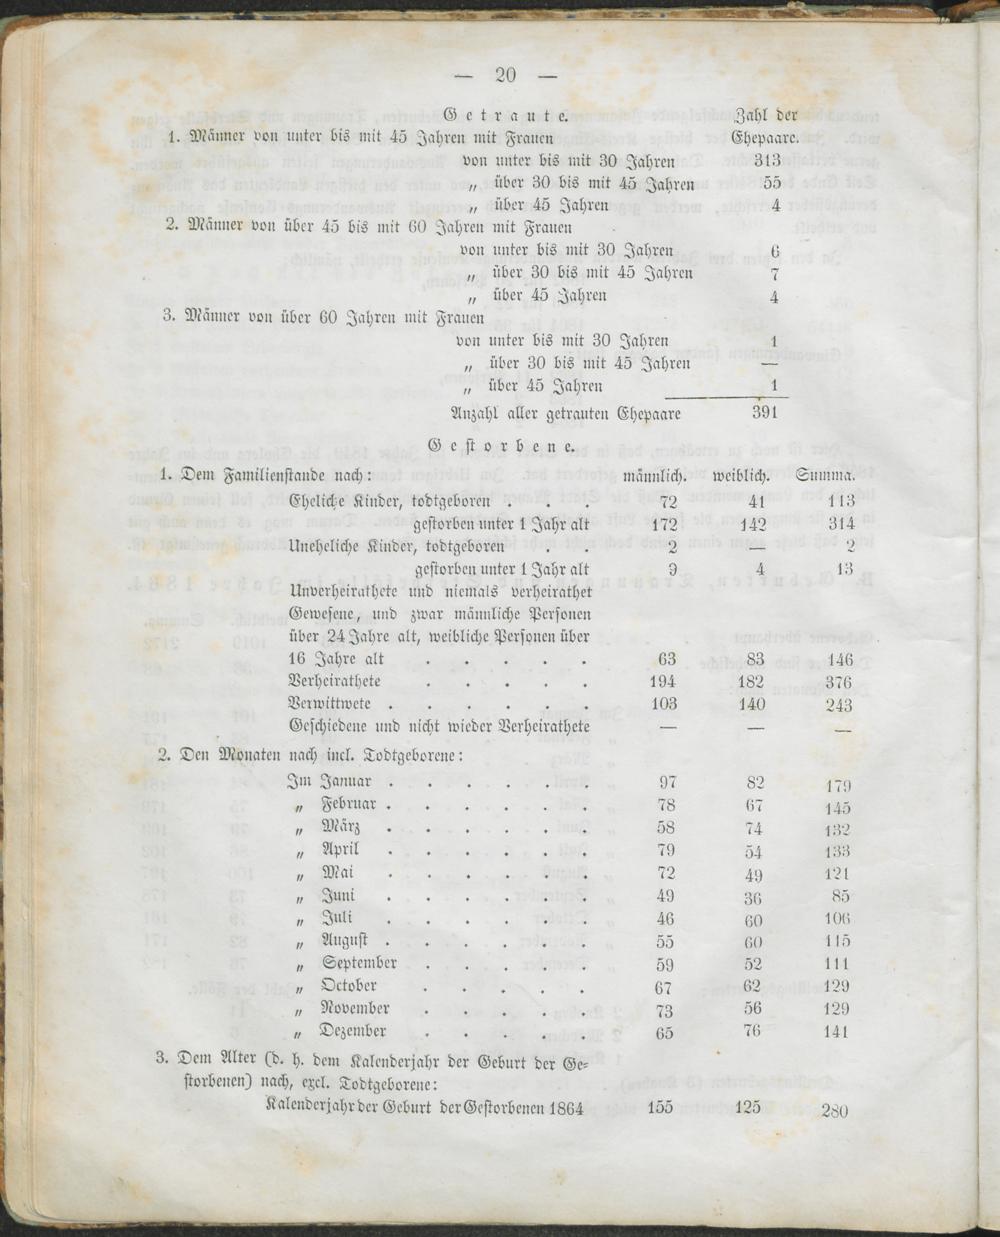 — 20 —
Getraute. Zahl der
1. Männer von unter bis mit 45 Jahren mit Frauen Ehepaare.
von unter bis mit 30 Jahren 313
„ über 30 bis mit 45 Jahren 55
„ über 45 Jahren 4
2. Männer von über 45 bis mit 60 Jahren mit Frauen
von unter bis mit 30 Jahren 6
„ über 30 bis mit 45 Jahren 7
„ über 45 Jahren 4
3. Männer von über 60 Jahren mit Frauen
von unter bis mit 30 Jahren 1
„ über 30 bis mit 45 Jahren —
„ über 45 Jahren 1
Anzahl aller getrauten Ehepaare 391
Gestorbene.
1. Dem Familienstande nach: männlich. weiblich. Summa.
Eheliche Kinder, todtgeboren . . . 72 41 113
gestorben unter 1 Jahr alt 172 142 314
Uneheliche Kinder, todtgeboren . . 2 — 2
gestorben unter 1 Jahr alt 9 4 13
Unverheirathete und niemals verheirathet
Gewesene, und zwar männliche Personen
über 24 Jahre alt, weibliche Personen über
16 Jahre alt . . . . . 63 83 146
Verheirathete . . . . . 194 182 376
Verwittwete . . . . . . 103 140 243
Geschiedene und nicht wieder Verheirathete — — —
2. Den Monaten nach incl. Todtgeborene:
Im Januar . . . . . . 97 82 179
„ Februar . . . . . . 78 67 145
„ März . . . . . . 58 74 132
„ April . . . . . . 79 54 133
„ Mai . . . . . . 72 49 121
„ Juni . . . . . . 49 36 85
„ Juli . . . . . . 46 60 106
„ August . . . . . . 55 60 115
„ September . . . . . 59 52 111
„ October . . . . . 67 62 129
„ November . . . . . 73 56 129
„ Dezember . . . . . 65 76 141
3. Dem Alter (d. h. dem Kalenderjahr der Geburt der Ge-
storbenen) nach, excl. Todtgeborene:
Kalenderjahr der Geburt der Gestorbenen 1864 155 125 280